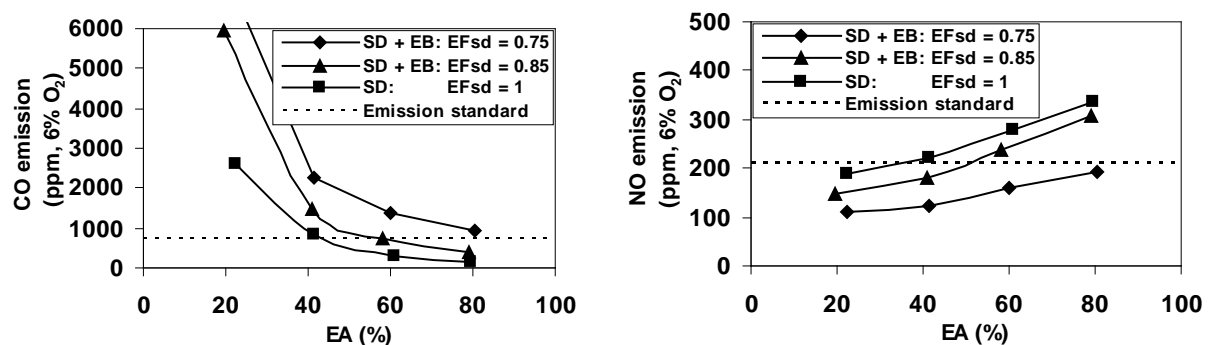 CO emission
(ppm, 6% O₂)
6000
5000
4000
3000
2000
1000
0
SD + EB: EFsd = 0.75
SD + EB: EFsd = 0.85
SD: EFsd = 1
Emission standard
0 20 40 60 80 100
EA (%)
NO emission
(ppm, 6% O₂)
500
400
300
200
100
0
SD + EB: EFsd = 0.75
SD + EB: EFsd = 0.85
SD: EFsd = 1
Emission standard
0 20 40 60 80 100
EA (%)